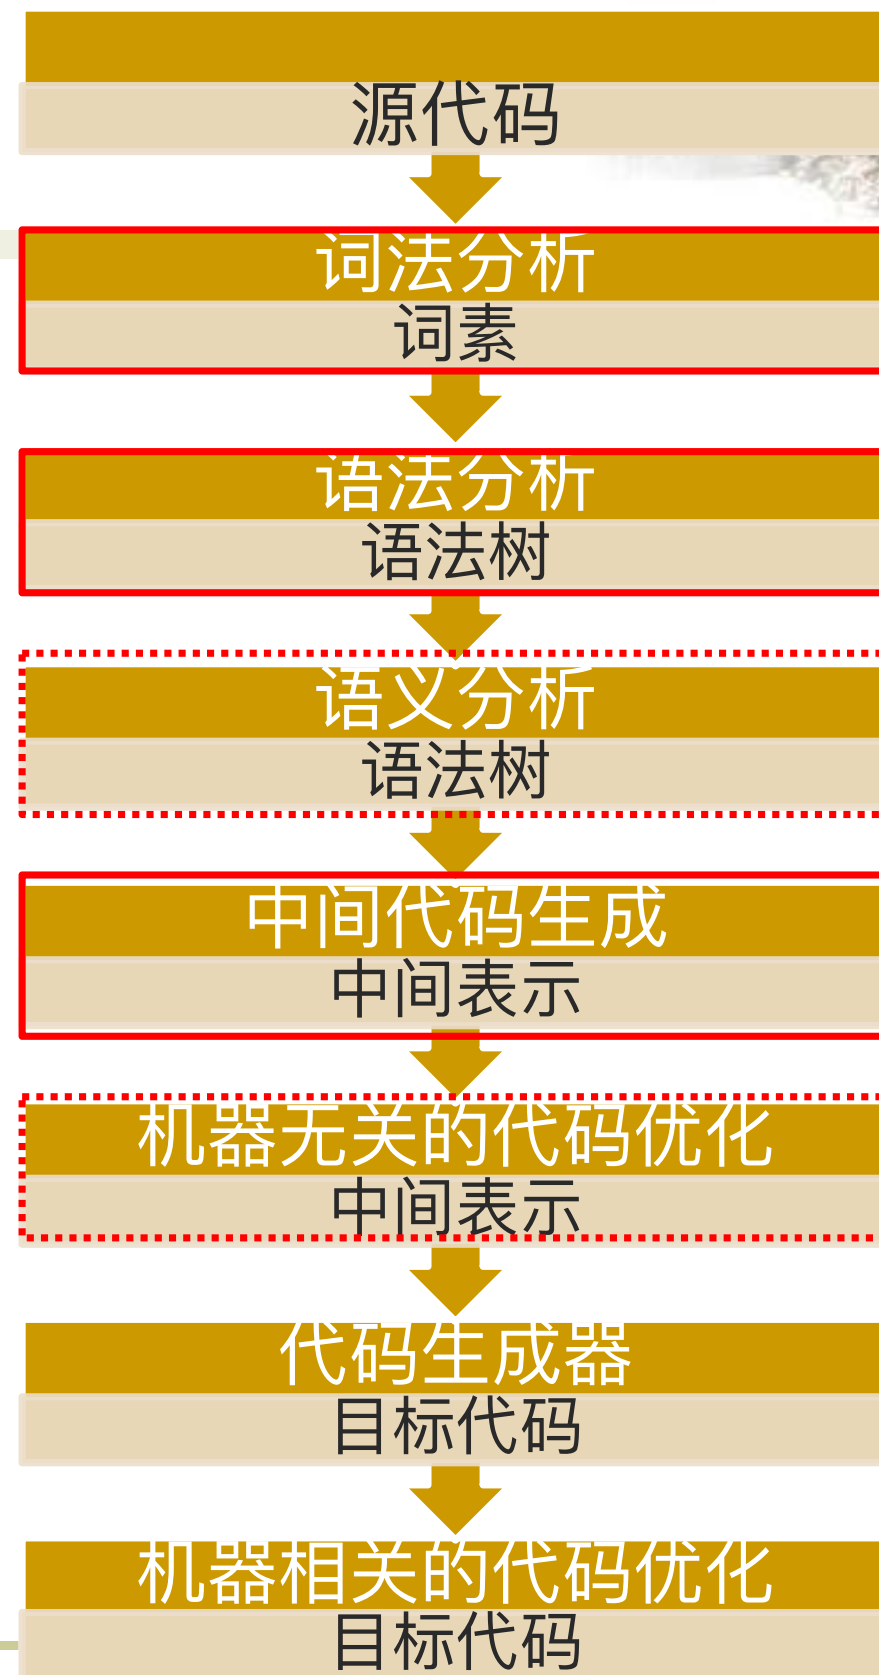 源代码
词法分析
词素
语法分析
语法树
语义分析
语法树
中间代码生成
中间表示
机器无关的代码优化
中间表示
代码生成器
目标代码
机器相关的代码优化
目标代码